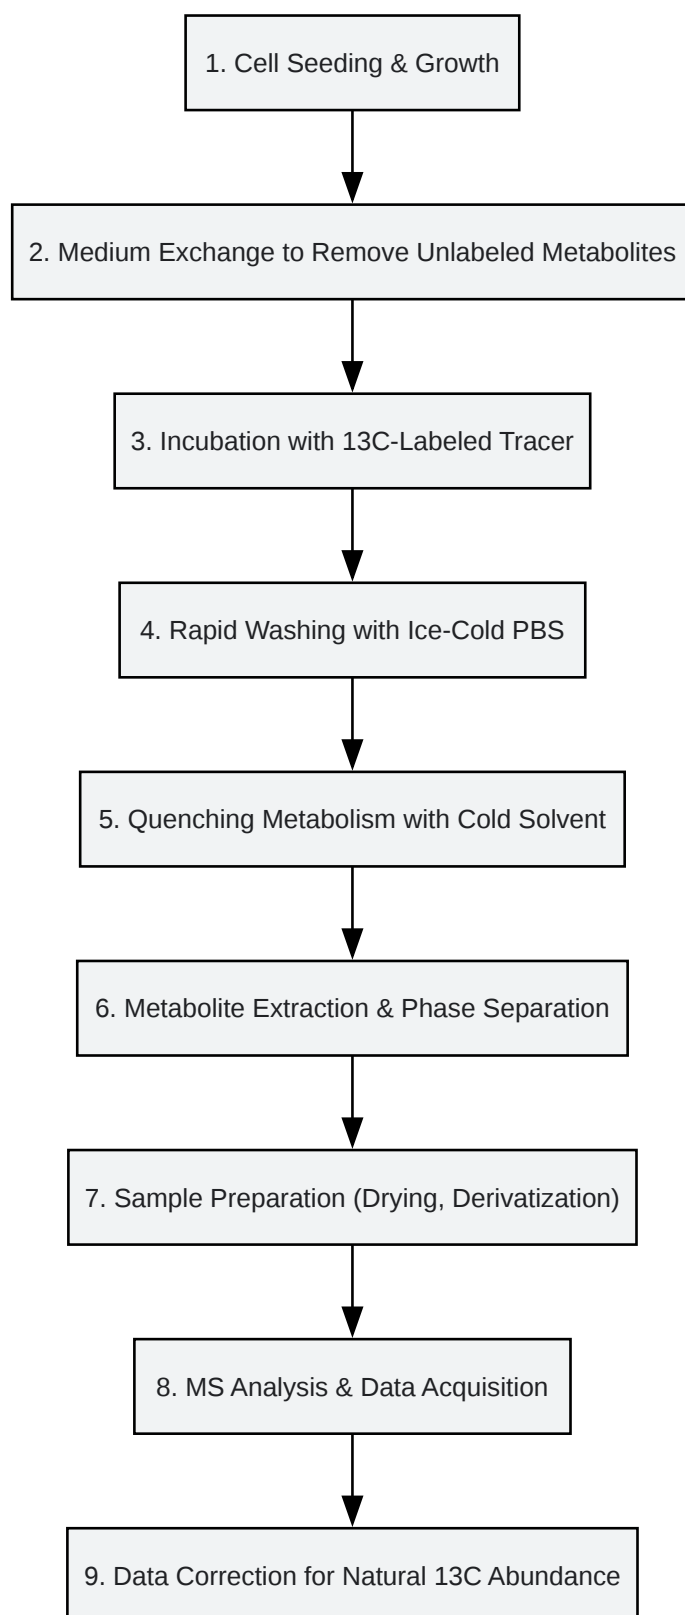 1. Cell Seeding & Growth
2. Medium Exchange to Remove Unlabeled Metabolites
3. Incubation with 13C-Labeled Tracer
4. Rapid Washing with Ice-Cold PBS
5. Quenching Metabolism with Cold Solvent
6. Metabolite Extraction & Phase Separation
7. Sample Preparation (Drying, Derivatization)
8. MS Analysis & Data Acquisition
9. Data Correction for Natural 13C Abundance